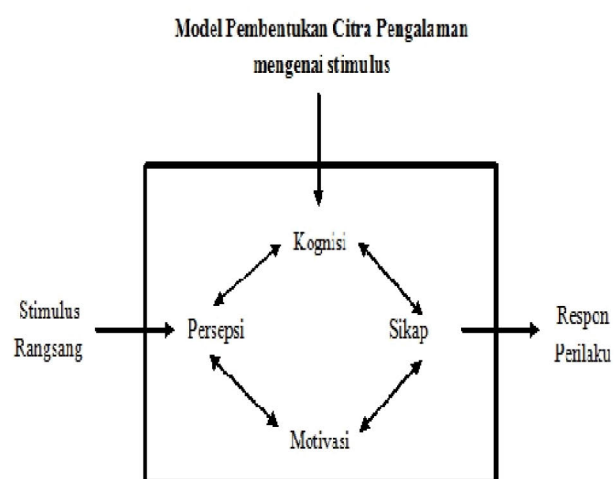 Model Pembentukan Citra Pengalaman
mengenai stimulus
Kognisi
Stimulus
Rangsang
Persepsi
Sikap
Respon
Perilaku
Motivasi